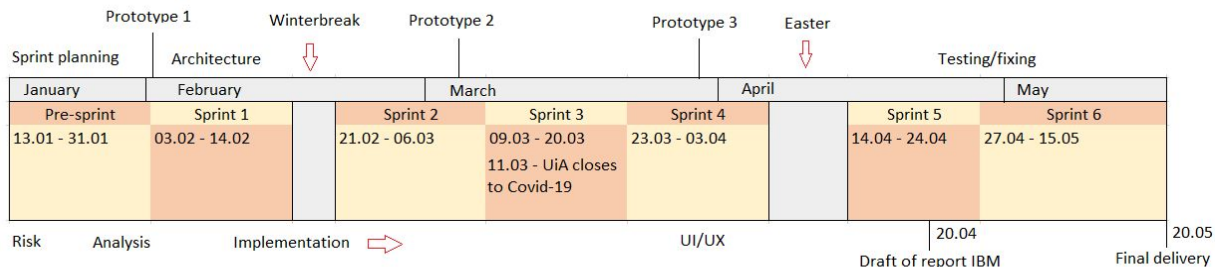 Prototype 1
Winterbreak
Prototype 2
Prototype 3
Easter
Sprint planning
Architecture
Testing/fixing
January
February
March
April
May
Pre-sprint
Sprint 1
Sprint 2
Sprint 3
Sprint 4
Sprint 5
Sprint 6
13.01 - 31.01
03.02 - 14.02
21.02 - 06.03
09.03 - 20.03
23.03 - 03.04
14.04 - 24.04
27.04 - 15.05
11.03 - UiA closes
to Covid-19
Risk
Analysis
Implementation
UI/UX
20.04
20.05
Draft of report IBM
Final delivery